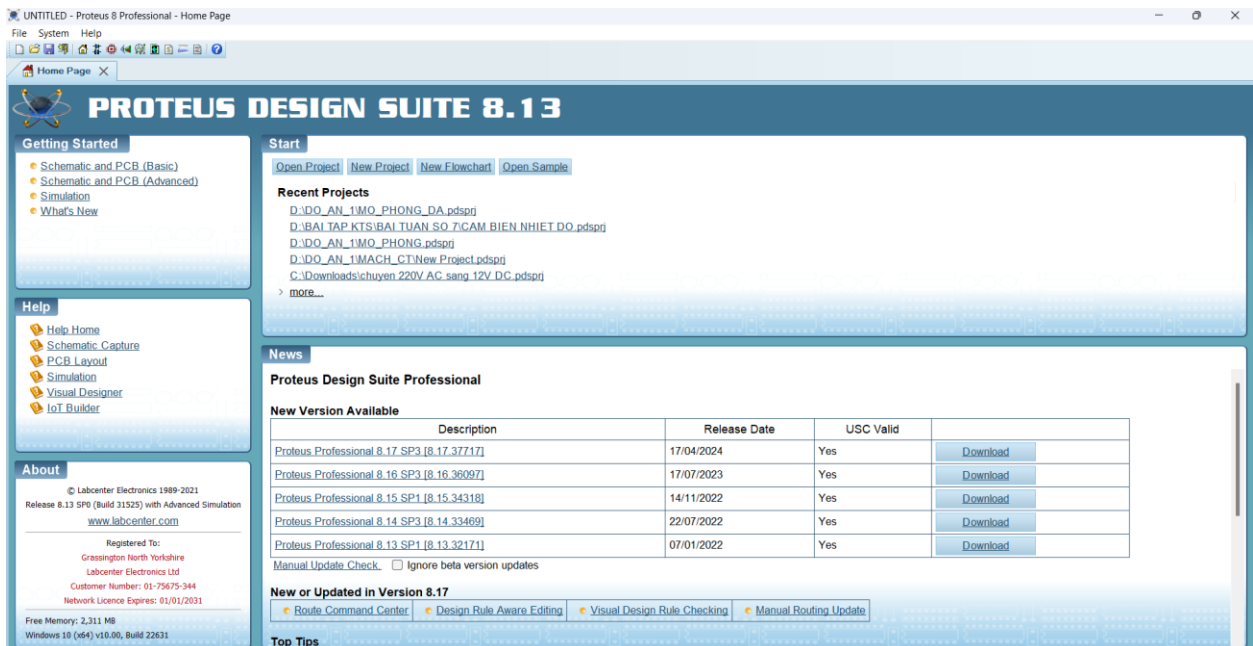 UNTITLED - Proteus 8 Professional - Home Page
File System Help
Home Page
PROTEUS DESIGN SUITE 8.13
Getting Started
Schematic and PCB (Basic)
Schematic and PCB (Advanced)
Simulation
What's New
Help
Help Home
Schematic Capture
PCB Layout
Simulation
Visual Designer
IoT Builder
About
© Labcenter Electronics 1989-2021
Release 8.13 SP0 (Build 31525) with Advanced Simulation
www.labcenter.com
Registered To:
Grassington North Yorkshire
Labcenter Electronics Ltd
Customer Number: 01-75675-344
Network Licence Expires: 01/01/2031
Free Memory: 2,311 MB
Windows 10 (x64) v10.00, Build 22631
Start
Open Project New Project New Flowchart Open Sample
Recent Projects
D:\DO_AN_1\MO_PHONG_DA.pdsprj
D:\BAI TAP KTS\BAI TUAN SO 7\CAM BIEN NHIET DO.pdsprj
D:\DO_AN_1\MO_PHONG.pdsprj
D:\DO_AN_1\MACH_CT\New Project.pdsprj
C:\Downloads\chuyen 220V AC sang 12V DC.pdsprj
> more...
News
Proteus Design Suite Professional
New Version Available
Description Release Date USC Valid
Proteus Professional 8.17 SP3 [8.17.37717] 17/04/2024 Yes Download
Proteus Professional 8.16 SP3 [8.16.36097] 17/07/2023 Yes Download
Proteus Professional 8.15 SP1 [8.15.34318] 14/11/2022 Yes Download
Proteus Professional 8.14 SP3 [8.14.33469] 22/07/2022 Yes Download
Proteus Professional 8.13 SP1 [8.13.32171] 07/01/2022 Yes Download
Manual Update Check. Ignore beta version updates
New or Updated in Version 8.17
Route Command Center Design Rule Aware Editing Visual Design Rule Checking Manual Routing Update
Top Tips